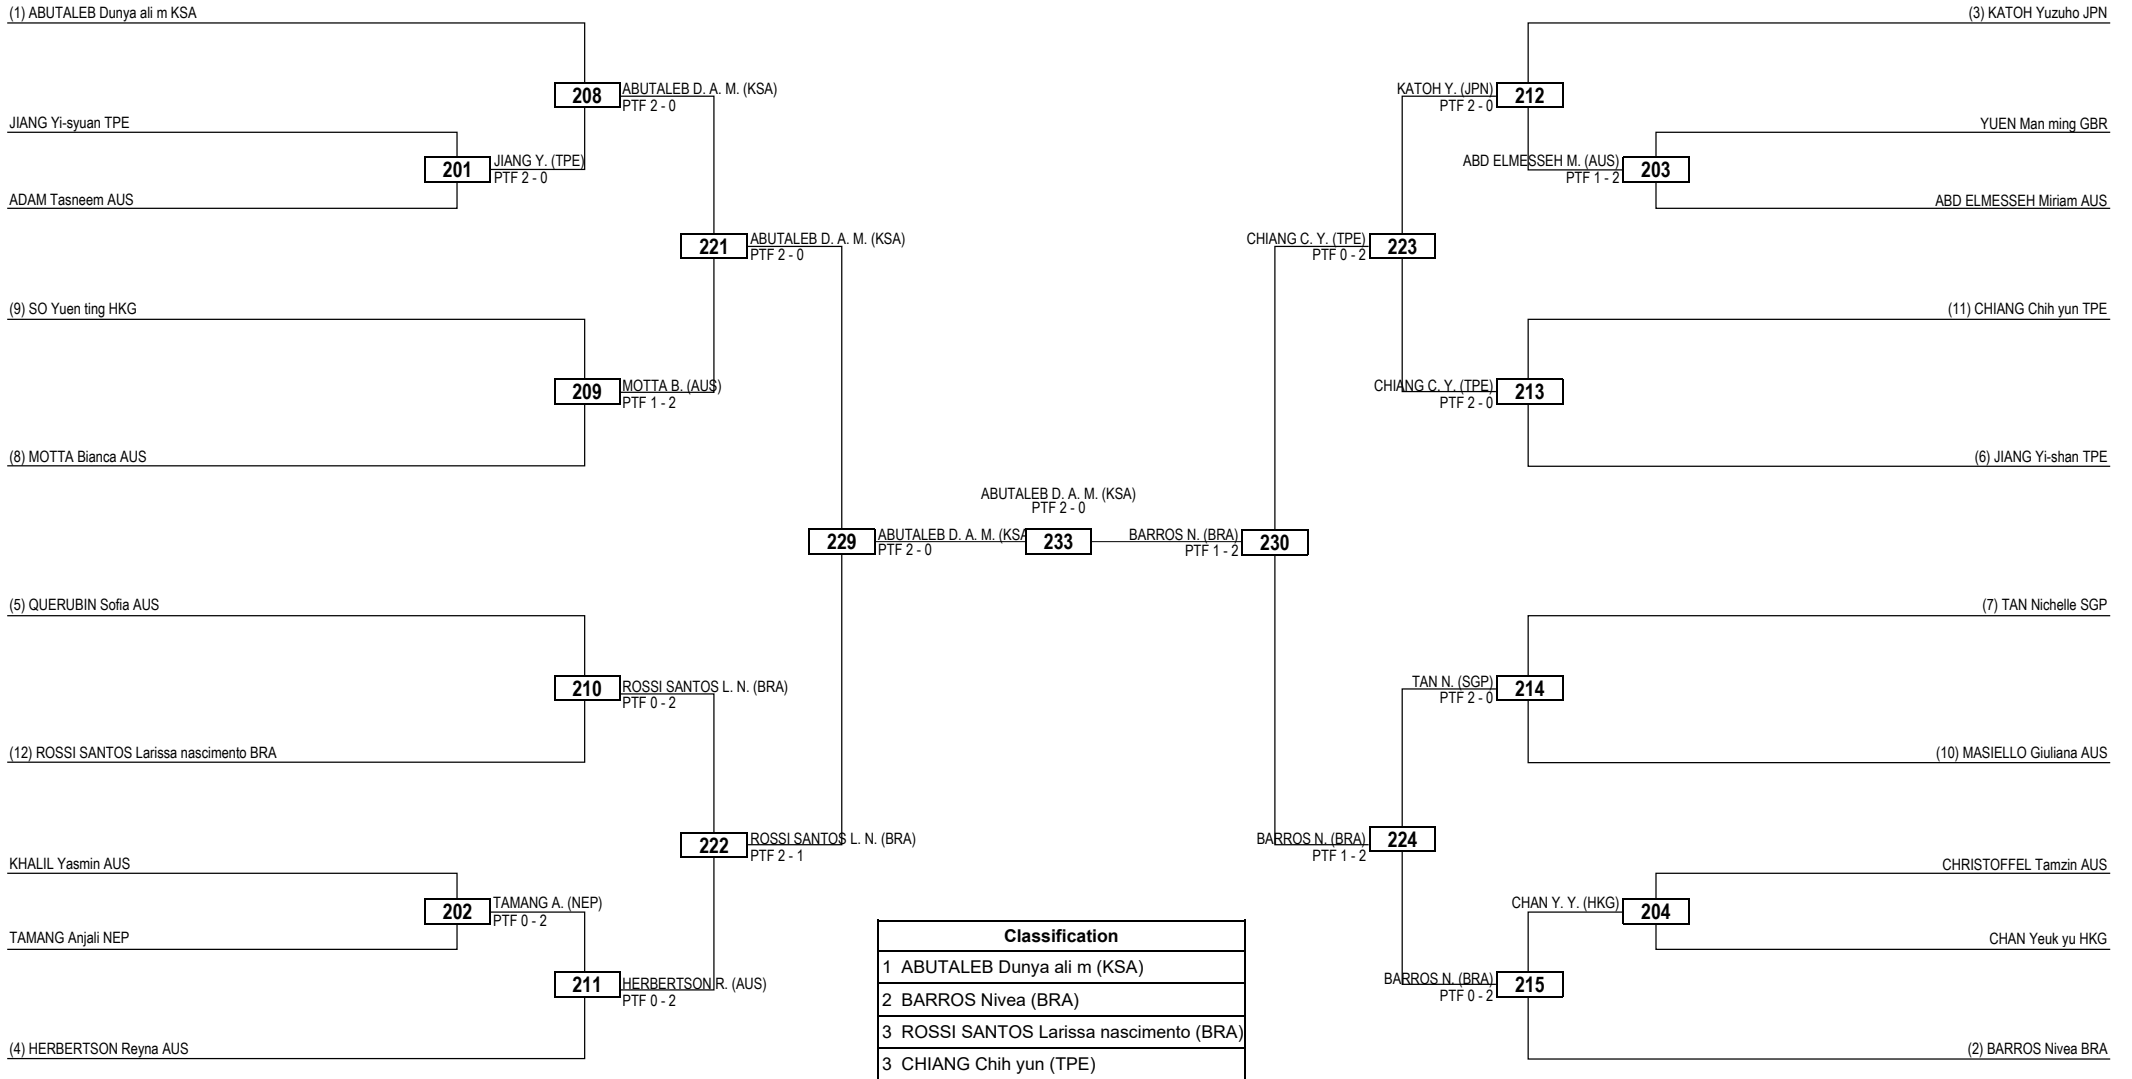 (1) ABUTALEB Dunya ali m KSA
(3) KATOH Yuzuho JPN
208
ABUTALEB D. A. M. (KSA)
PTF 2 - 0
KATOH Y. (JPN)
PTF 2 - 0
212
JIANG Yi-syuan TPE
YUEN Man ming GBR
201
JIANG Y. (TPE)
PTF 2 - 0
ABD ELMESSEH M. (AUS)
PTF 1 - 2
203
ADAM Tasneem AUS
ABD ELMESSEH Miriam AUS
221
ABUTALEB D. A. M. (KSA)
PTF 2 - 0
CHIANG C. Y. (TPE)
PTF 0 - 2
223
(9) SO Yuen ting HKG
(11) CHIANG Chih yun TPE
209
MOTTA B. (AUS)
PTF 1 - 2
CHIANG C. Y. (TPE)
PTF 2 - 0
213
(8) MOTTA Bianca AUS
(6) JIANG Yi-shan TPE
ABUTALEB D. A. M. (KSA)
PTF 2 - 0
229
ABUTALEB D. A. M. (KSA
PTF 2 - 0
233
BARROS N. (BRA)
PTF 1 - 2
230
(5) QUERUBIN Sofia AUS
(7) TAN Nichelle SGP
210
ROSSI SANTOS L. N. (BRA)
PTF 0 - 2
TAN N. (SGP)
PTF 2 - 0
214
(12) ROSSI SANTOS Larissa nascimento BRA
(10) MASIELLO Giuliana AUS
222
ROSSI SANTOS L. N. (BRA)
PTF 2 - 1
BARROS N. (BRA)
PTF 1 - 2
224
KHALIL Yasmin AUS
CHRISTOFFEL Tamzin AUS
202
TAMANG A. (NEP)
PTF 0 - 2
CHAN Y. Y. (HKG)
204
TAMANG Anjali NEP
CHAN Yeuk yu HKG
211
HERBERTSON R. (AUS)
PTF 0 - 2
BARROS N. (BRA)
PTF 0 - 2
215
(4) HERBERTSON Reyna AUS
(2) BARROS Nivea BRA
Classification
1 ABUTALEB Dunya ali m (KSA)
2 BARROS Nivea (BRA)
3 ROSSI SANTOS Larissa nascimento (BRA)
3 CHIANG Chih yun (TPE)